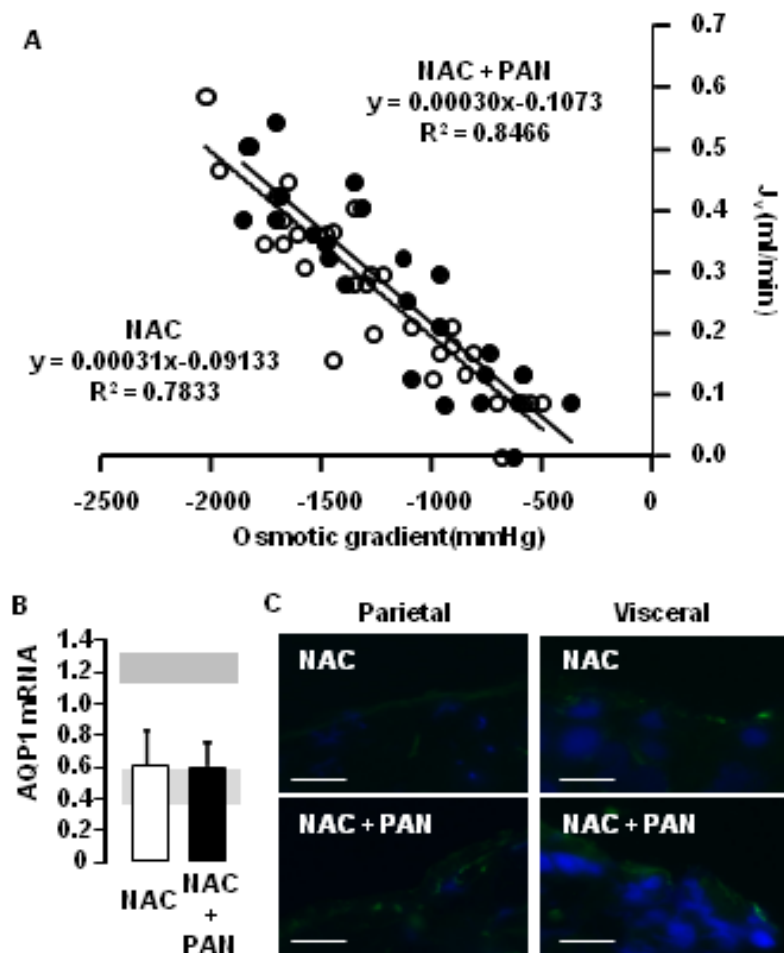 A
NAC + PAN
y = 0.00030x-0.1073
R² = 0.8466
NAC
y = 0.00031x-0.09133
R² = 0.7833
0.7
0.6
0.5
0.4
0.3
0.2
0.1
0.0
Jv(ml/min)
-2500 -2000 -1500 -1000 -500 0
Osmotic gradient(mmHg)
B
AQP1 mRNA
1.4
1.2
1.0
0.8
0.6
0.4
0.2
0
NAC
NAC
+
PAN
C
Parietal Visceral
NAC NAC
NAC + PAN NAC + PAN